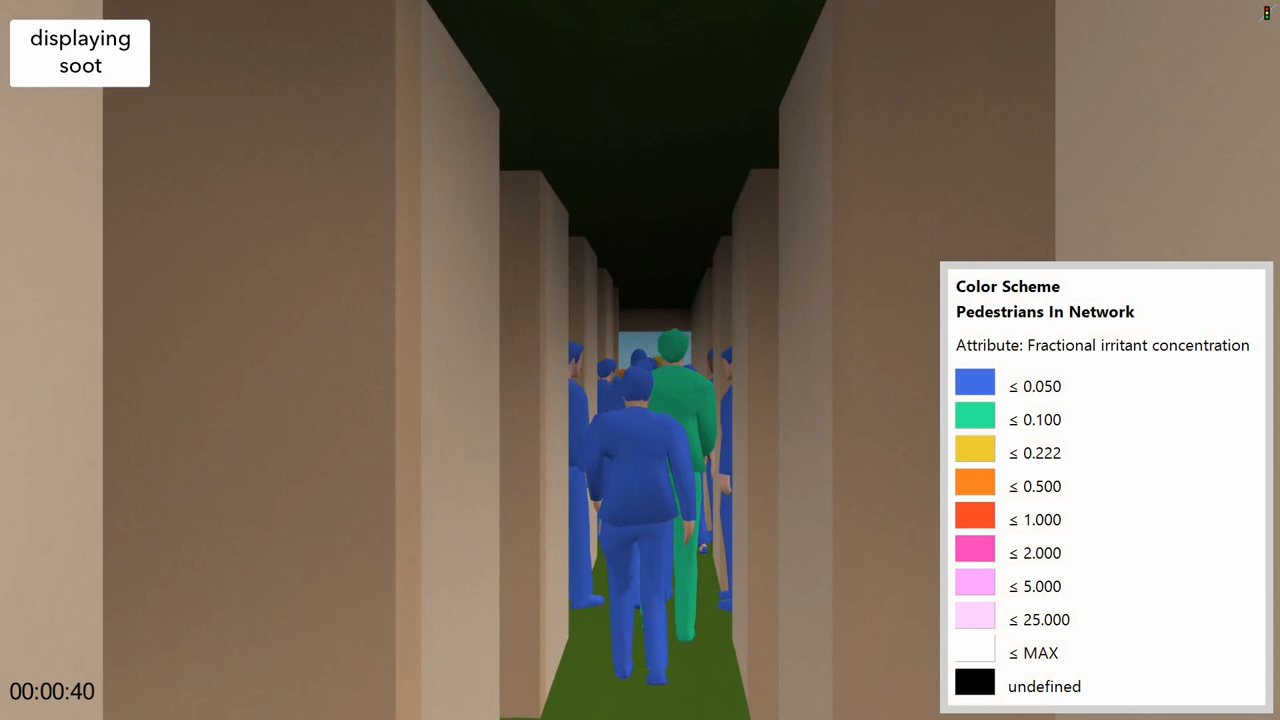 displaying
soot
Color Scheme
Pedestrians In Network
Attribute: Fractional irritant concentration
≤ 0.050
≤ 0.100
≤ 0.222
≤ 0.500
≤ 1.000
≤ 2.000
≤ 5.000
≤ 25.000
≤ MAX
undefined
00:00:40